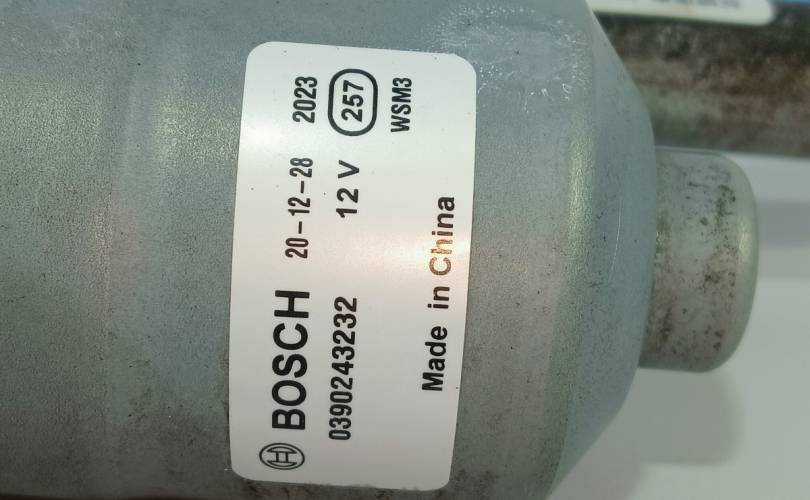 BOSCH 20-12-28 2023
0390243232 12 V 257
WSM3
Made in China